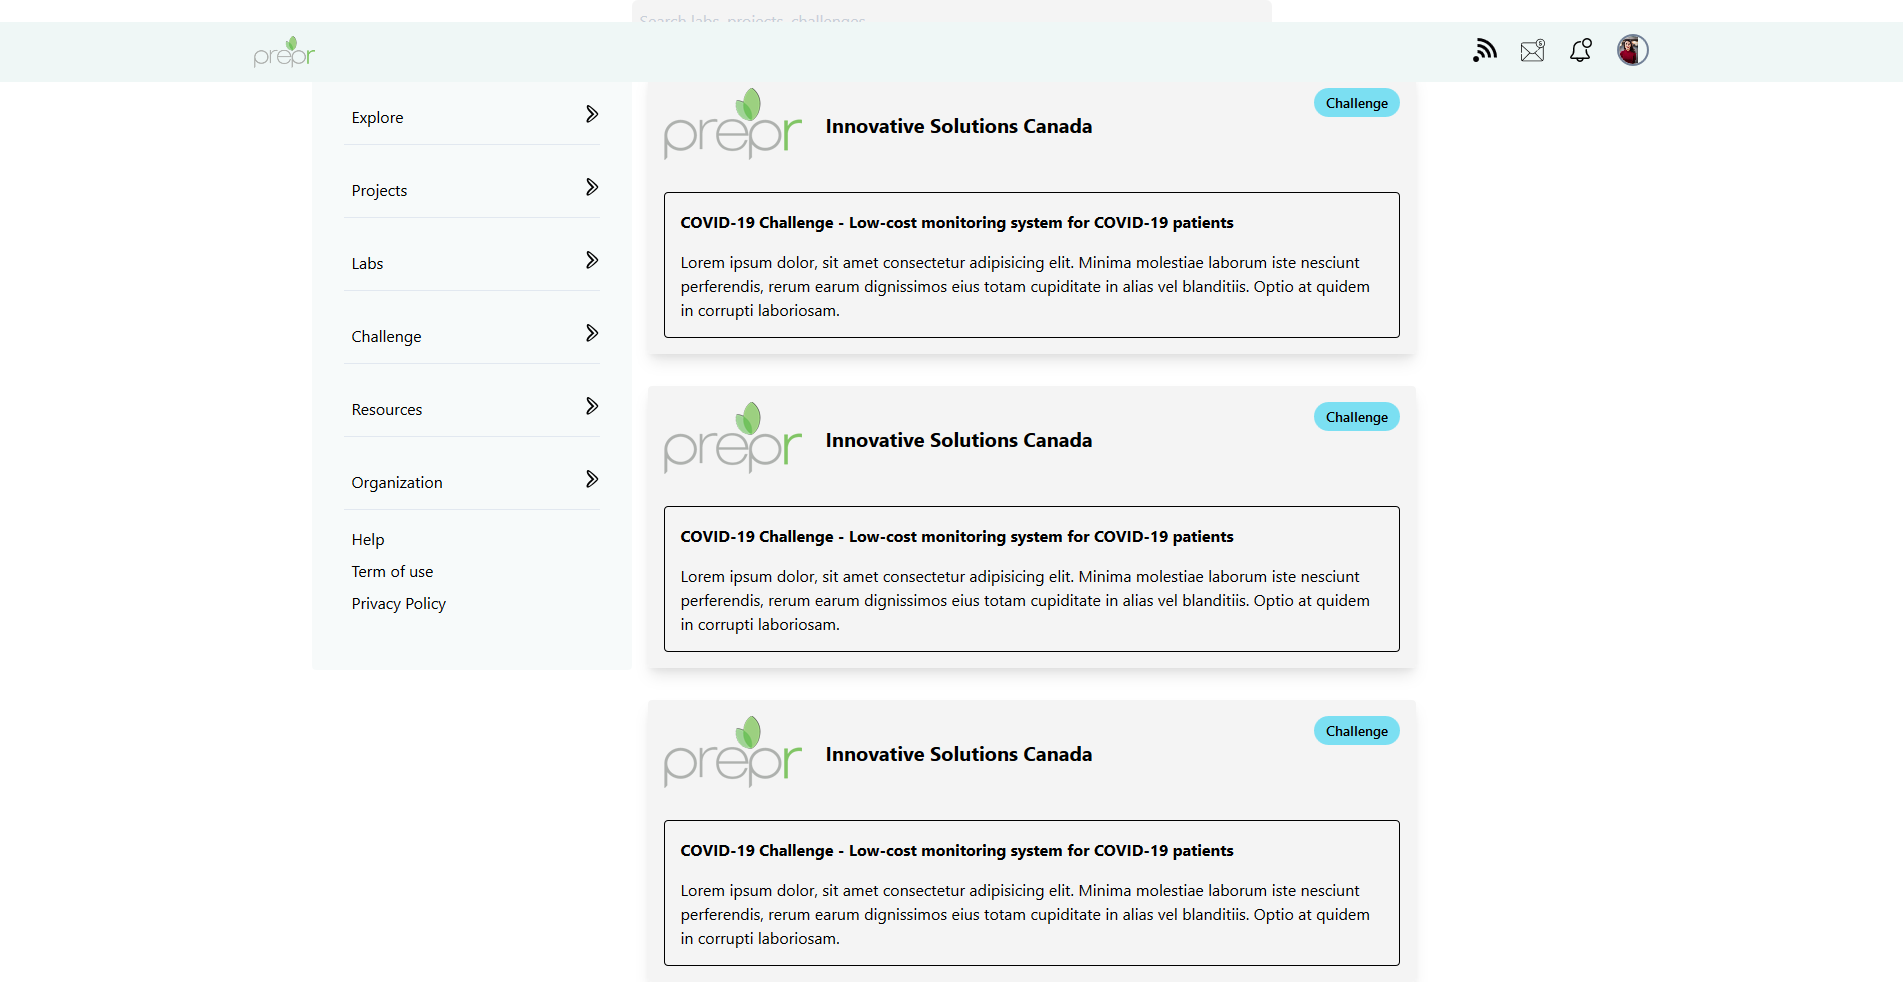 Search labs, projects, challenges
prepr
5
Explore
Projects
Labs
Challenge
Resources
Organization
Help
Term of use
Privacy Policy
prepr
Innovative Solutions Canada
Challenge
COVID-19 Challenge - Low-cost monitoring system for COVID-19 patients
Lorem ipsum dolor, sit amet consectetur adipisicing elit. Minima molestiae laborum iste nesciunt
perferendis, rerum earum dignissimos eius totam cupiditate in alias vel blanditiis. Optio at quidem
in corrupti laboriosam.
prepr
Innovative Solutions Canada
Challenge
COVID-19 Challenge - Low-cost monitoring system for COVID-19 patients
Lorem ipsum dolor, sit amet consectetur adipisicing elit. Minima molestiae laborum iste nesciunt
perferendis, rerum earum dignissimos eius totam cupiditate in alias vel blanditiis. Optio at quidem
in corrupti laboriosam.
prepr
Innovative Solutions Canada
Challenge
COVID-19 Challenge - Low-cost monitoring system for COVID-19 patients
Lorem ipsum dolor, sit amet consectetur adipisicing elit. Minima molestiae laborum iste nesciunt
perferendis, rerum earum dignissimos eius totam cupiditate in alias vel blanditiis. Optio at quidem
in corrupti laboriosam.